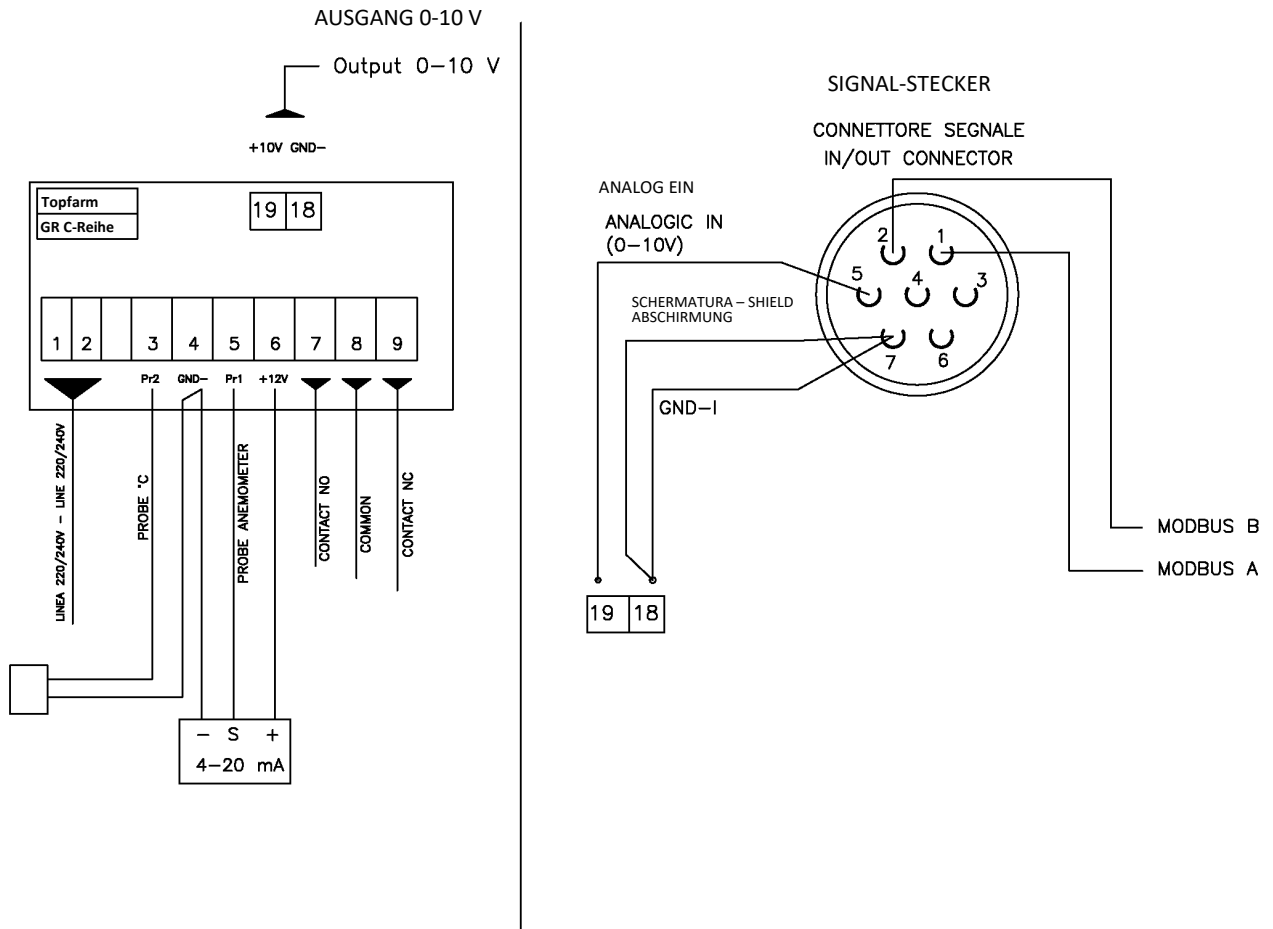 AUSGANG 0-10 V
Output 0-10 V
+10V GND-
Topfarm
GR C-Reihe
19 18
1 2 3 4 5 6 7 8 9
Pr2 GND- Pr1 +12V
LINEA 220/240V - LINE 220/240V
PROBE °C
PROBE ANEMOMETER
CONTACT NO
COMMON
CONTACT NC
- S +
4-20 mA
SIGNAL-STECKER
CONNETTORE SEGNALE
IN/OUT CONNECTOR
ANALOG EIN
ANALOGIC IN
(0-10V)
2 1
5 4 3
7 6
SCHERMATURA – SHIELD
ABSCHIRMUNG
GND-I
MODBUS B
MODBUS A
19 18